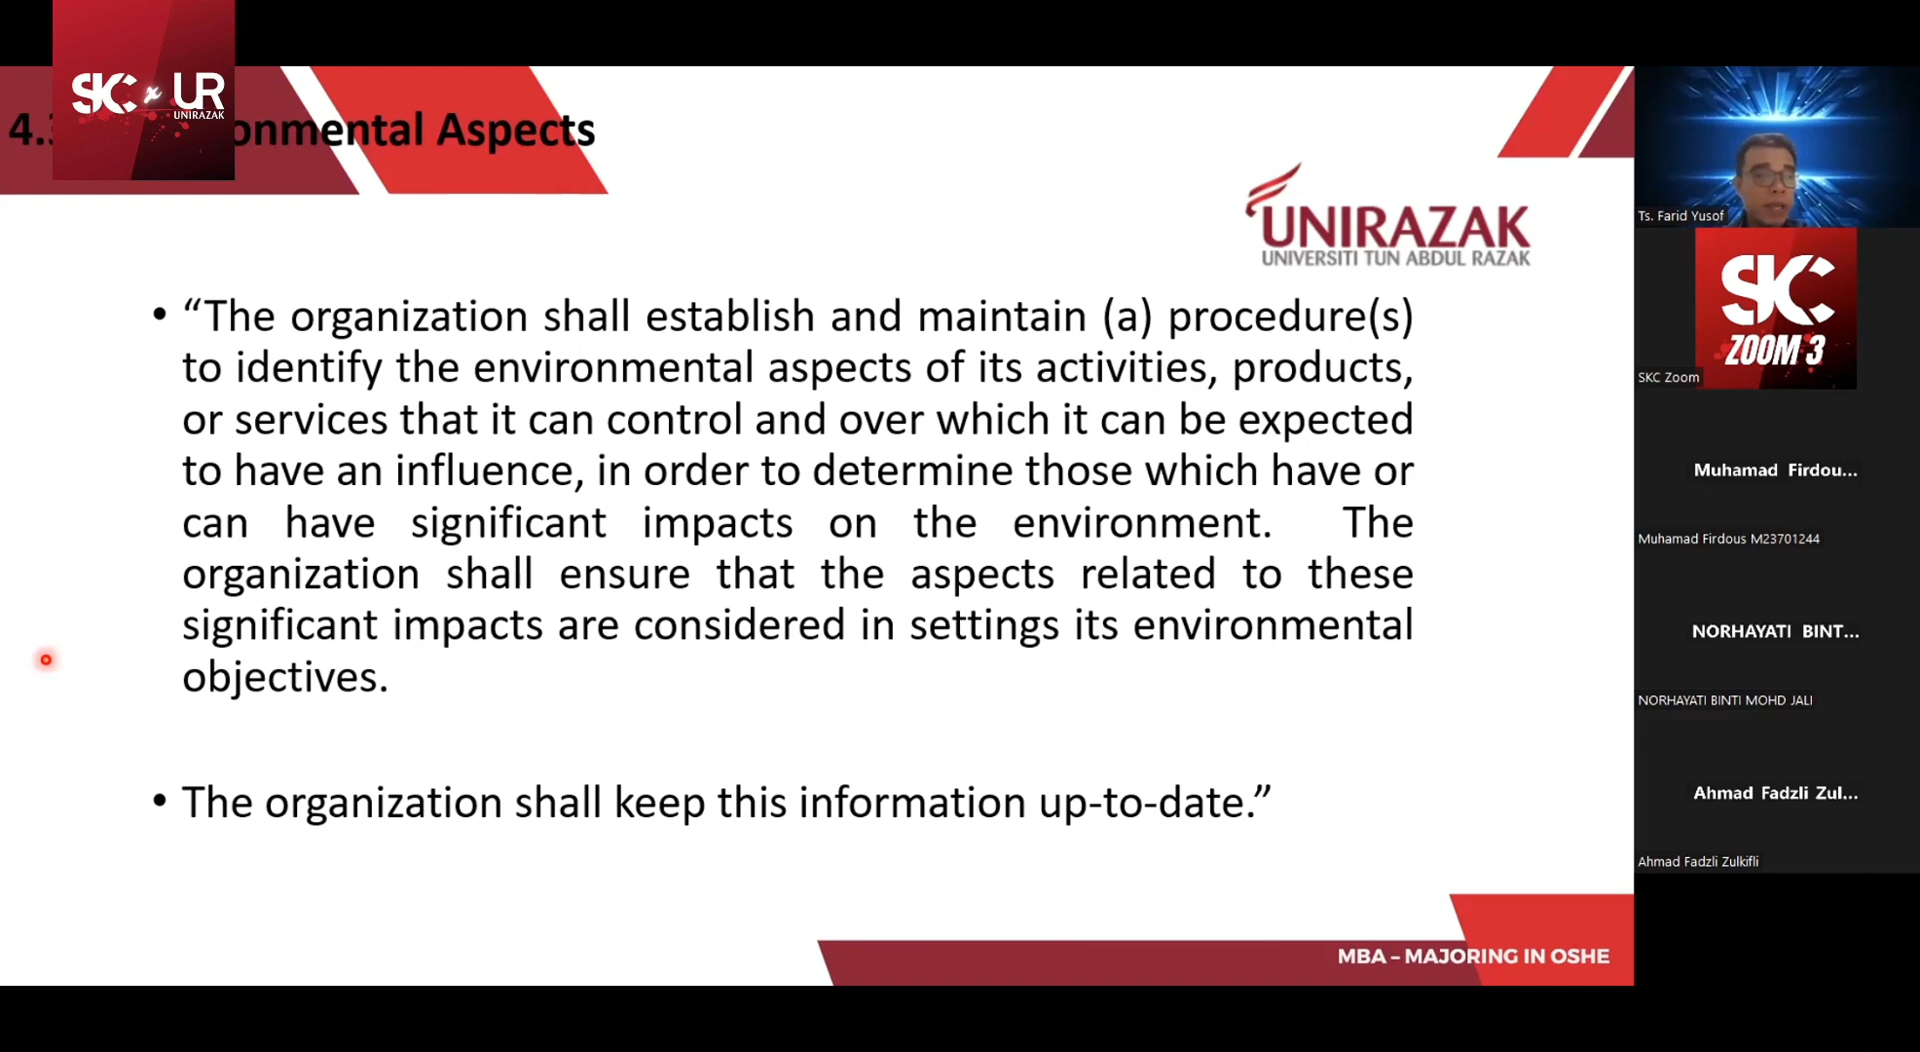 SKC x UR
UNIRAZAK
4.3
onmental Aspects
UNIRAZAK
UNIVERSITI TUN ABDUL RAZAK
• “The organization shall establish and maintain (a) procedure(s)
to identify the environmental aspects of its activities, products,
or services that it can control and over which it can be expected
to have an influence, in order to determine those which have or
can have significant impacts on the environment. The
organization shall ensure that the aspects related to these
significant impacts are considered in settings its environmental
objectives.
• The organization shall keep this information up-to-date.”
MBA – MAJORING IN OSHE
Ts. Farid Yusof
SKC
ZOOM 3
SKC Zoom
Muhamad Firdou...
Muhamad Firdous M23701244
NORHAYATI BINT...
NORHAYATI BINTI MOHD JALI
Ahmad Fadzli Zul...
Ahmad Fadzli Zulkifli